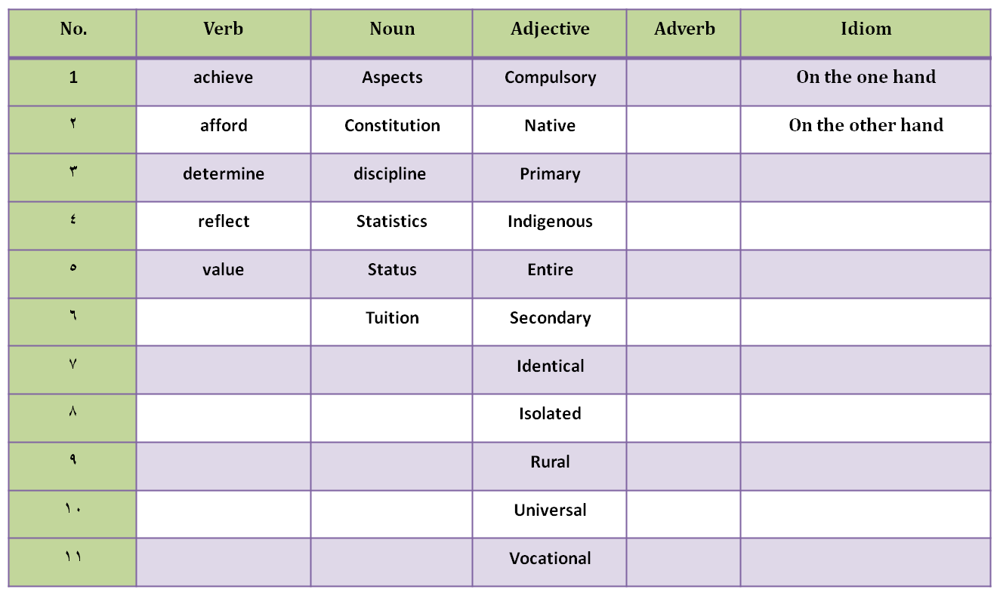 No. Verb Noun Adjective Adverb Idiom
1 achieve Aspects Compulsory On the one hand
٢ afford Constitution Native On the other hand
٣ determine discipline Primary
٤ reflect Statistics Indigenous
٥ value Status Entire
٦ Tuition Secondary
٧ Identical
٨ Isolated
٩ Rural
١٠ Universal
١١ Vocational